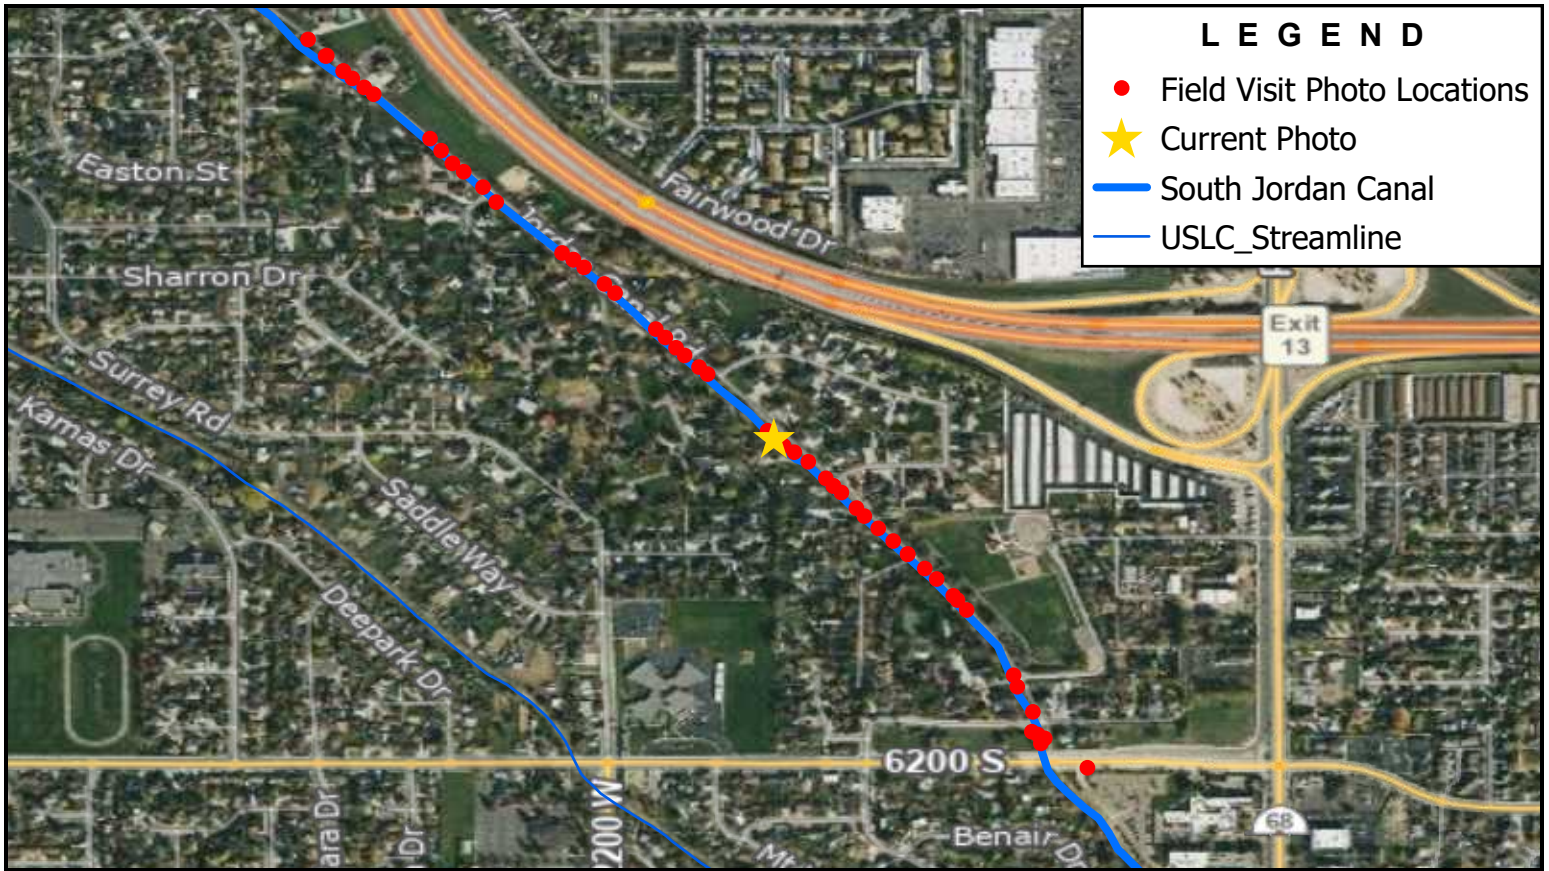 L E G E N D
Field Visit Photo Locations
Current Photo
South Jordan Canal
USLC_Streamline
Easton St
Fairwood Dr
Sharron Dr
Exit
13
Surrey Rd
Kamas Dr
Saddle Way
Deepark Dr
6200 S
68
Benair Dr
Dr